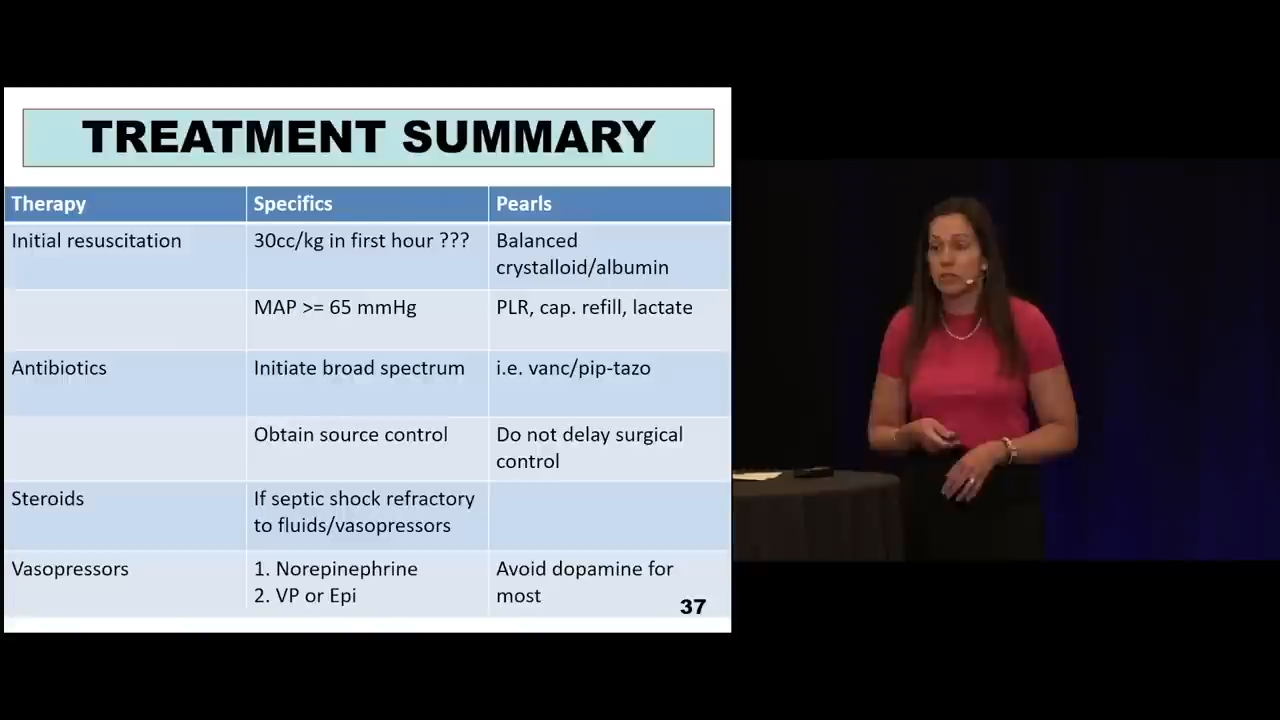 TREATMENT SUMMARY
Therapy
Specifics
Pearls
Initial resuscitation
30cc/kg in first hour ???
Balanced
crystalloid/albumin
MAP >= 65 mmHg
PLR, cap. refill, lactate
Antibiotics
Initiate broad spectrum
i.e. vanc/pip-tazo
Obtain source control
Do not delay surgical
control
Steroids
If septic shock refractory
to fluids/vasopressors
Vasopressors
1. Norepinephrine
2. VP or Epi
Avoid dopamine for
most
37